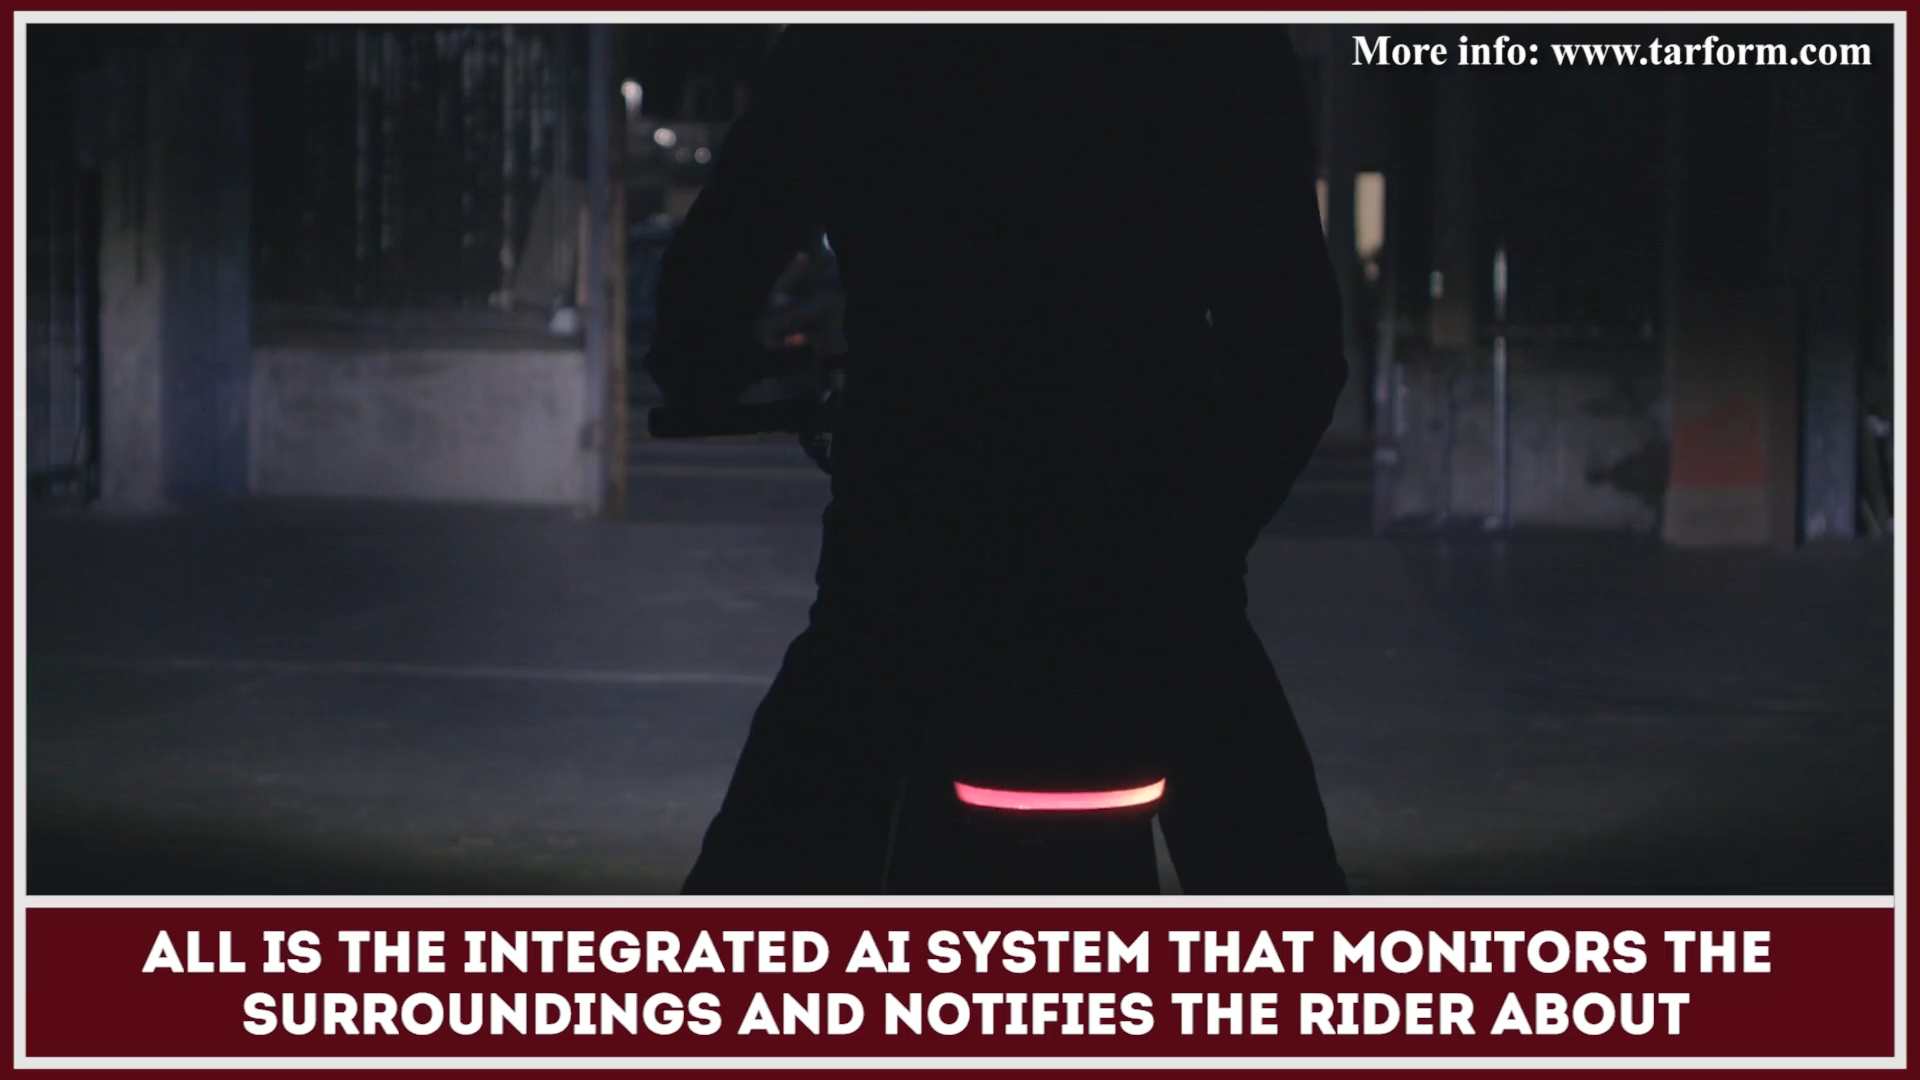 More info: www.tarform.com
ALL IS THE INTEGRATED AI SYSTEM THAT MONITORS THE
SURROUNDINGS AND NOTIFIES THE RIDER ABOUT